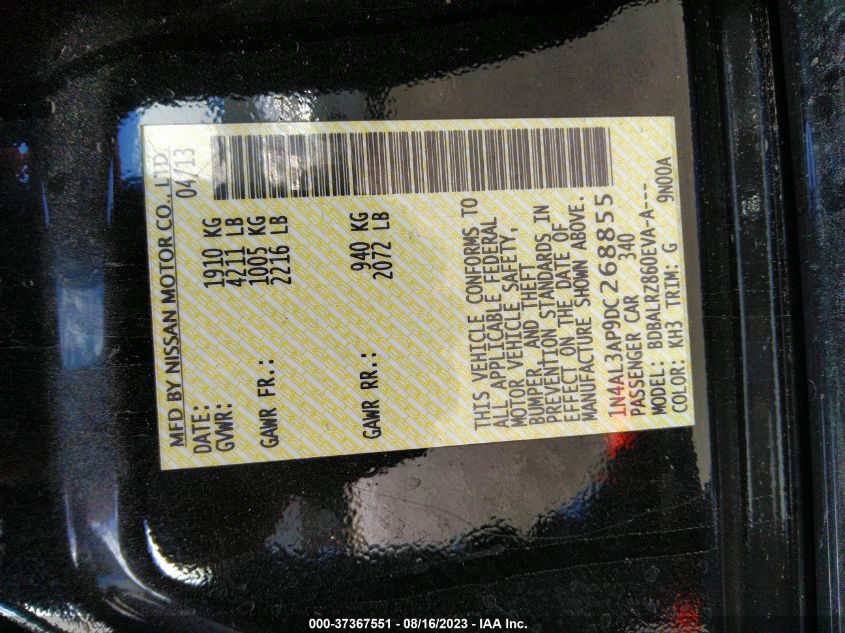 MFD BY NISSAN MOTOR CO., LTD.
DATE: 04/13
GVWR: 1910 KG
4211 LB
GAWR FR.: 1005 KG
2216 LB
GAWR RR.: 940 KG
2072 LB
THIS VEHICLE CONFORMS TO
ALL APPLICABLE FEDERAL
MOTOR VEHICLE SAFETY,
BUMPER, AND THEFT
PREVENTION STANDARDS IN
EFFECT ON THE DATE OF
MANUFACTURE SHOWN ABOVE.
1N4AL3AP9DC268855
PASSENGER CAR 340
MODEL: BDBALRZ860EVA-A---
COLOR: KH3 TRIM: G 9N00A
000-37367551 - 08/16/2023 - IAA Inc.